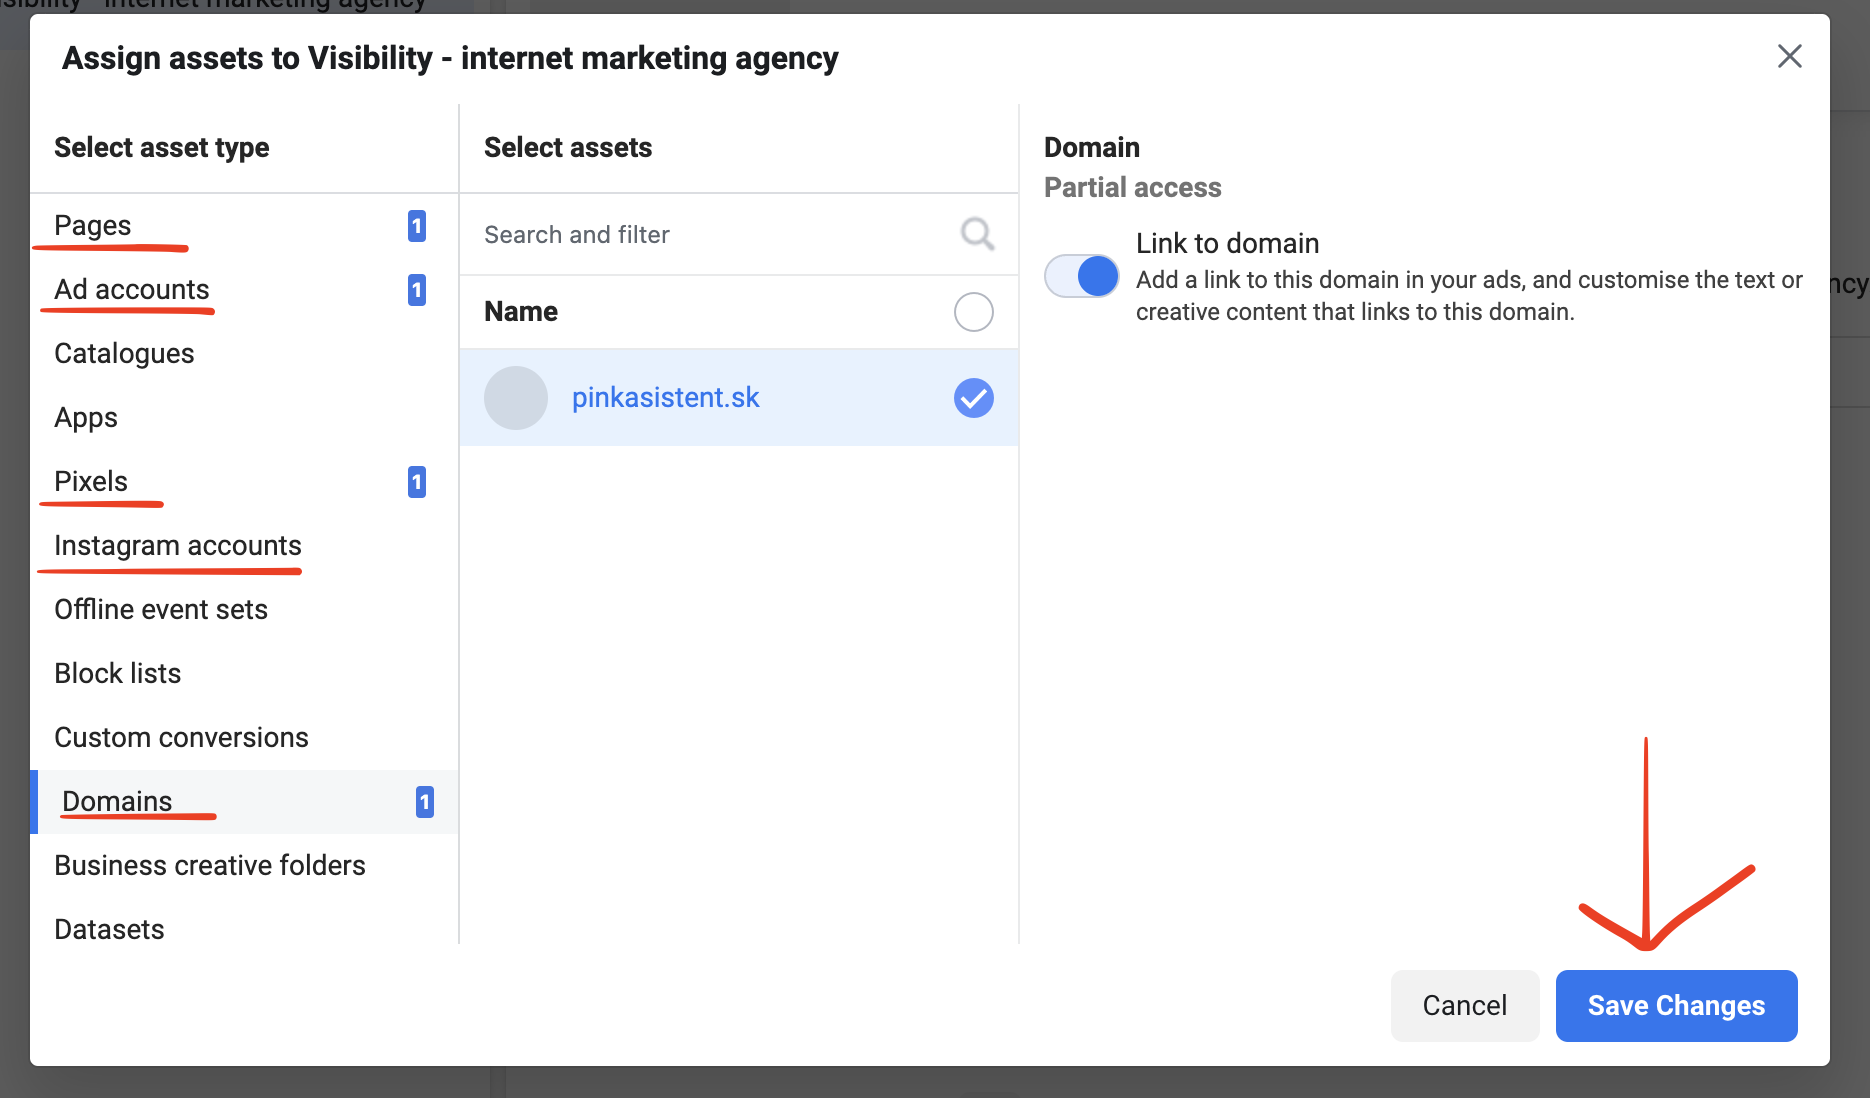 internet marketing agency
Assign assets to Visibility - internet marketing agency
Select asset type
Pages 1
Ad accounts 1
Catalogues
Apps
Pixels 1
Instagram accounts
Offline event sets
Block lists
Custom conversions
Domains 1
Business creative folders
Datasets
Select assets
Search and filter
Name
pinkasistent.sk
Domain
Partial access
Link to domain
Add a link to this domain in your ads, and customise the text or
creative content that links to this domain.
Cancel
Save Changes